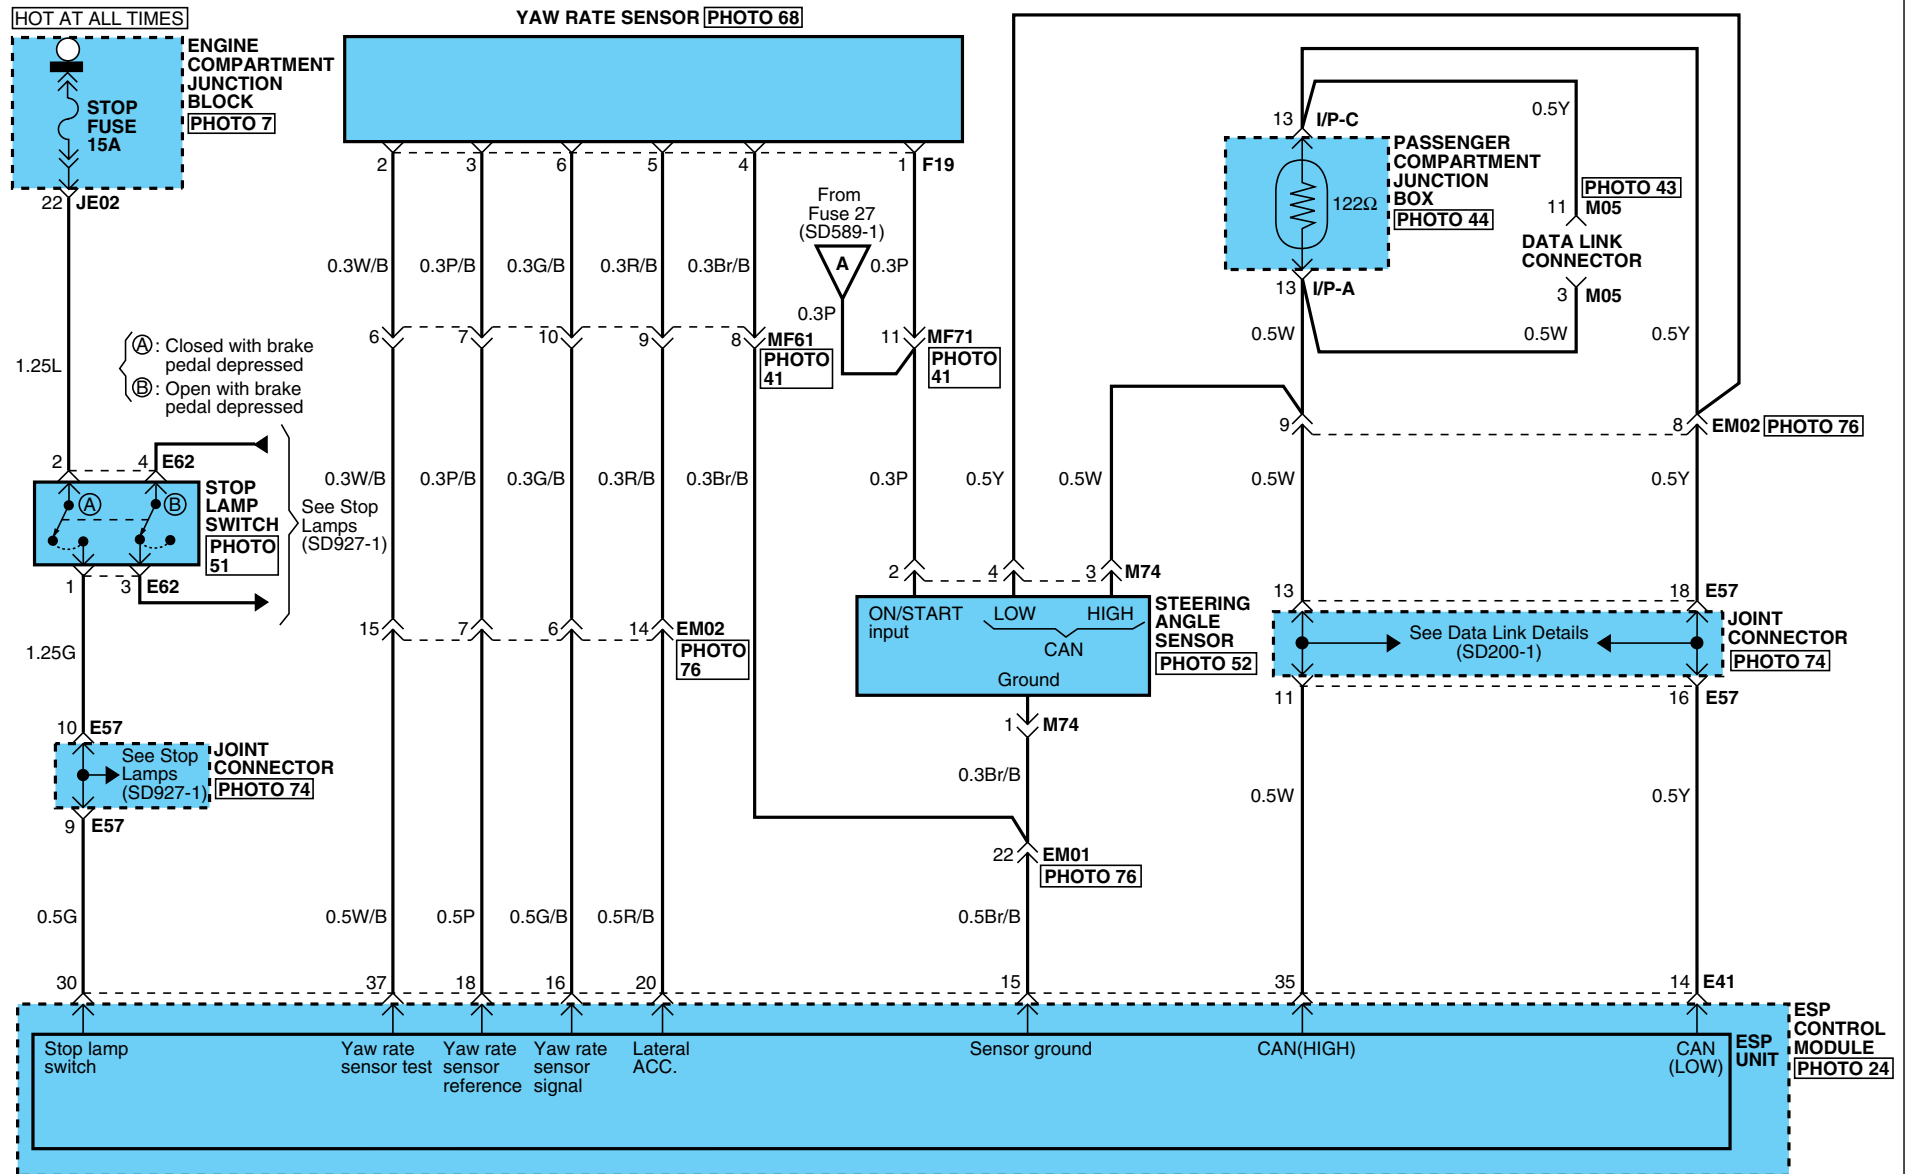 HOT AT ALL TIMES
YAW RATE SENSOR PHOTO 68
ENGINE
COMPARTMENT
JUNCTION
BLOCK
PHOTO 7
STOP
FUSE
15A
22 JE02
2 3 6 5 4 1 F19
From
Fuse 27
(SD589-1)
A
0.3P
0.3W/B 0.3P/B 0.3G/B 0.3R/B 0.3Br/B 0.3P
6 7 10 9 8 MF61
PHOTO
41
11 MF71
PHOTO
41
13 I/P-C
0.5Y
PASSENGER
COMPARTMENT
JUNCTION
BOX
PHOTO 44
122Ω
PHOTO 43
11 M05
DATA LINK
CONNECTOR
3 M05
13 I/P-A
0.5W 0.5W 0.5Y
9 8 EM02 PHOTO 76
1.25L
A : Closed with brake
pedal depressed
B : Open with brake
pedal depressed
2 4 E62
A B
STOP
LAMP
SWITCH
PHOTO
51
See Stop
Lamps
(SD927-1)
1 3 E62
0.3W/B 0.3P/B 0.3G/B 0.3R/B 0.3Br/B 0.3P 0.5Y 0.5W 0.5W 0.5Y
15 7 6 14 EM02
PHOTO
76
2 4 3 M74
ON/START
input
LOW HIGH
CAN
Ground
STEERING
ANGLE
SENSOR
PHOTO 52
1 M74
13 18 E57
See Data Link Details
(SD200-1)
JOINT
CONNECTOR
PHOTO 74
11 16 E57
1.25G
10 E57
See Stop
Lamps
(SD927-1)
JOINT
CONNECTOR
PHOTO 74
9 E57
0.3Br/B
0.5W 0.5Y
22 EM01
PHOTO 76
0.5G 0.5W/B 0.5P 0.5G/B 0.5R/B 0.5Br/B
30 37 18 16 20 15 35 14 E41
Stop lamp
switch
Yaw rate
sensor test
Yaw rate
sensor
reference
Yaw rate
sensor
signal
Lateral
ACC.
Sensor ground
CAN(HIGH)
CAN
(LOW)
ESP
UNIT
ESP
CONTROL
MODULE
PHOTO 24